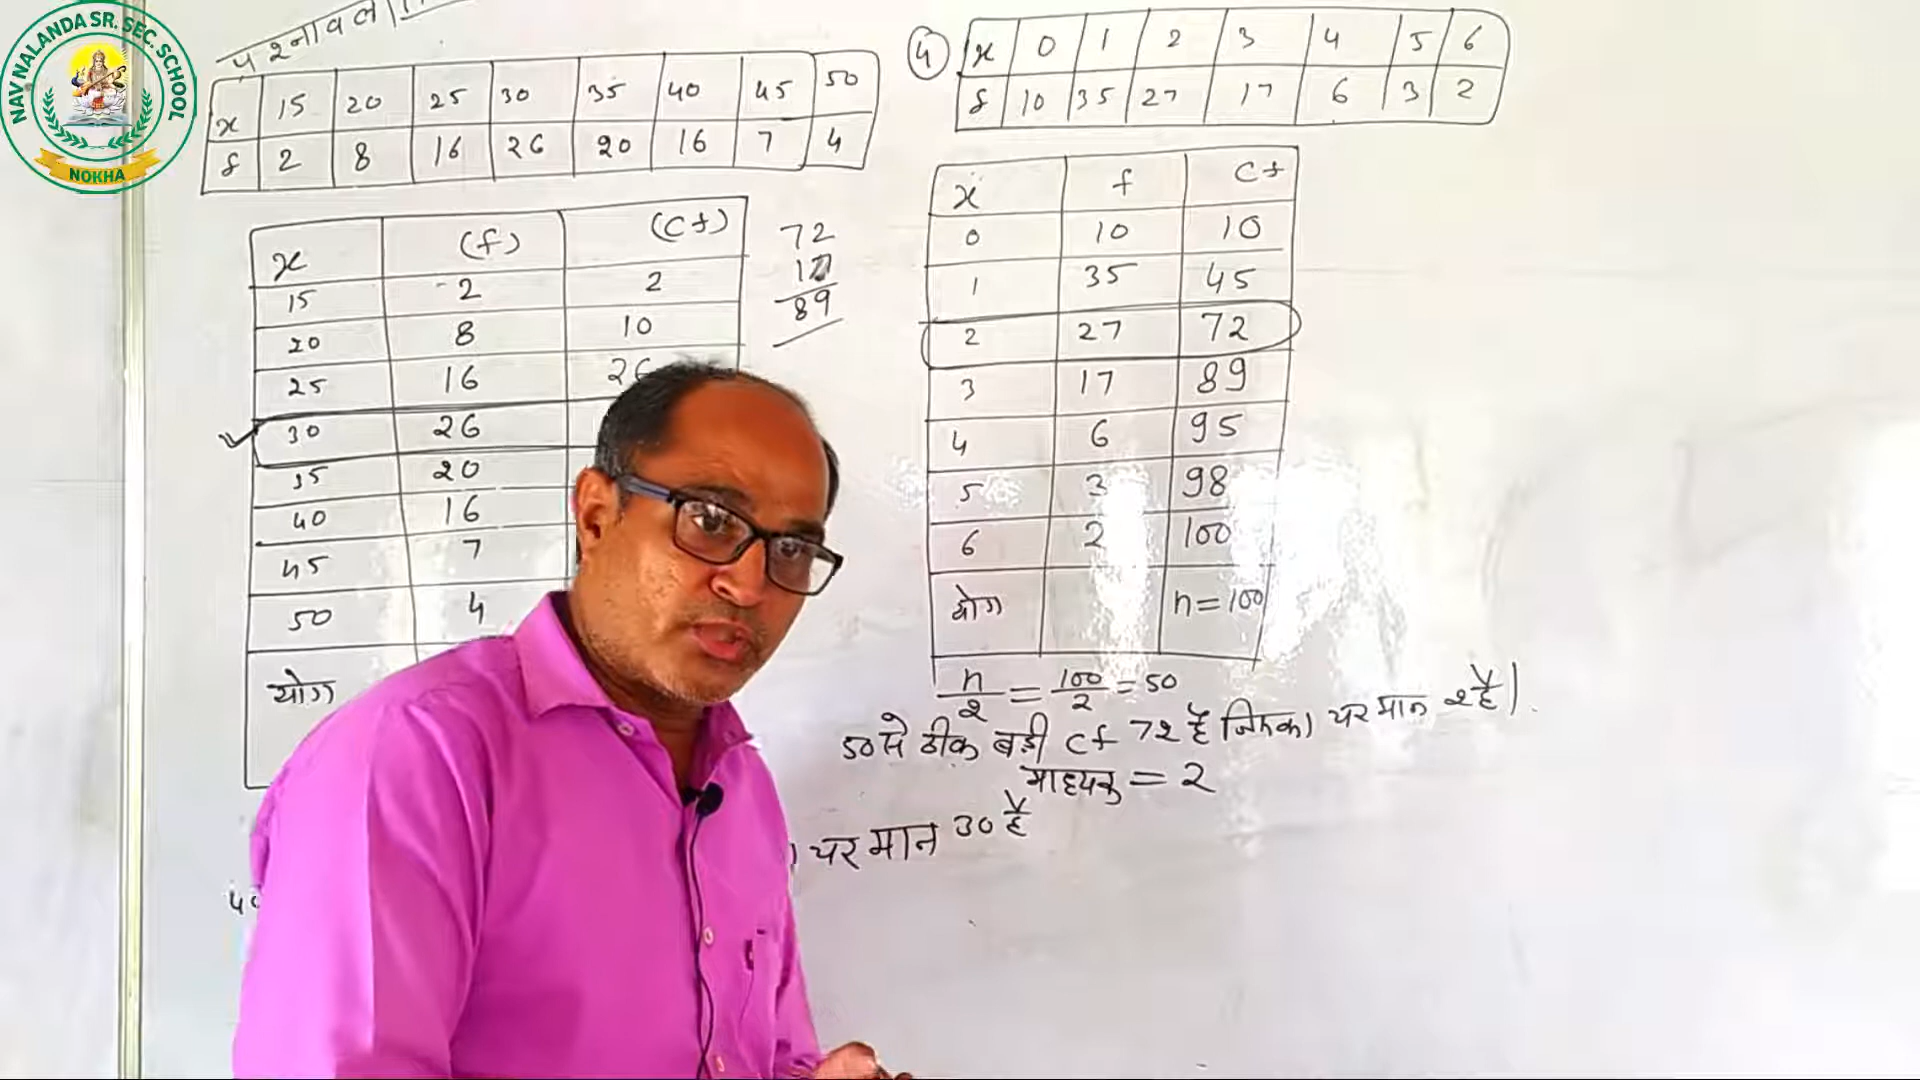 NAV NALANDA SR. SEC. SCHOOL
NOKHA
x 15 20 25 30 35 40 45 50
f 2 8 16 26 20 16 7 4
x (f) (cf)
15 2 2
20 8 10
25 16 26
30 26
35 20
40 16
45 7
50 4
योग
72
17
89
4 x 0 1 2 3 4 5 6
f 10 35 27 17 6 3 2
x f cf
0 10 10
1 35 45
2 27 72
3 17 89
4 6 95
5 3 98
6 2 100
योग n=100
n/2 = 100/2 = 50
50 से ठीक बड़ी cf 72 है जिसका चर मान 2 है।
माध्यक = 2
चर मान 30 है